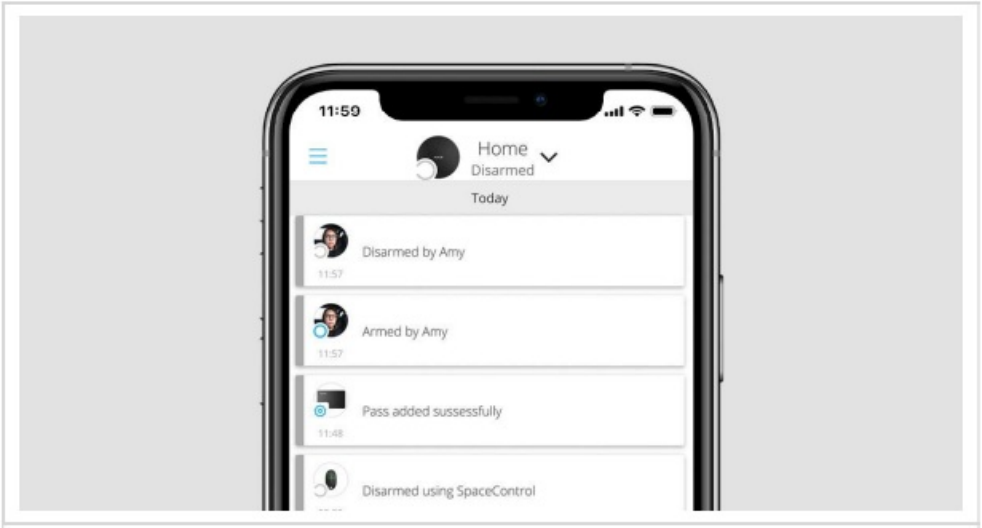 11:59
Home
Disarmed
Today
Disarmed by Amy
11:57
Armed by Amy
11:57
Pass added sussessfully
11:48
Disarmed using SpaceControl